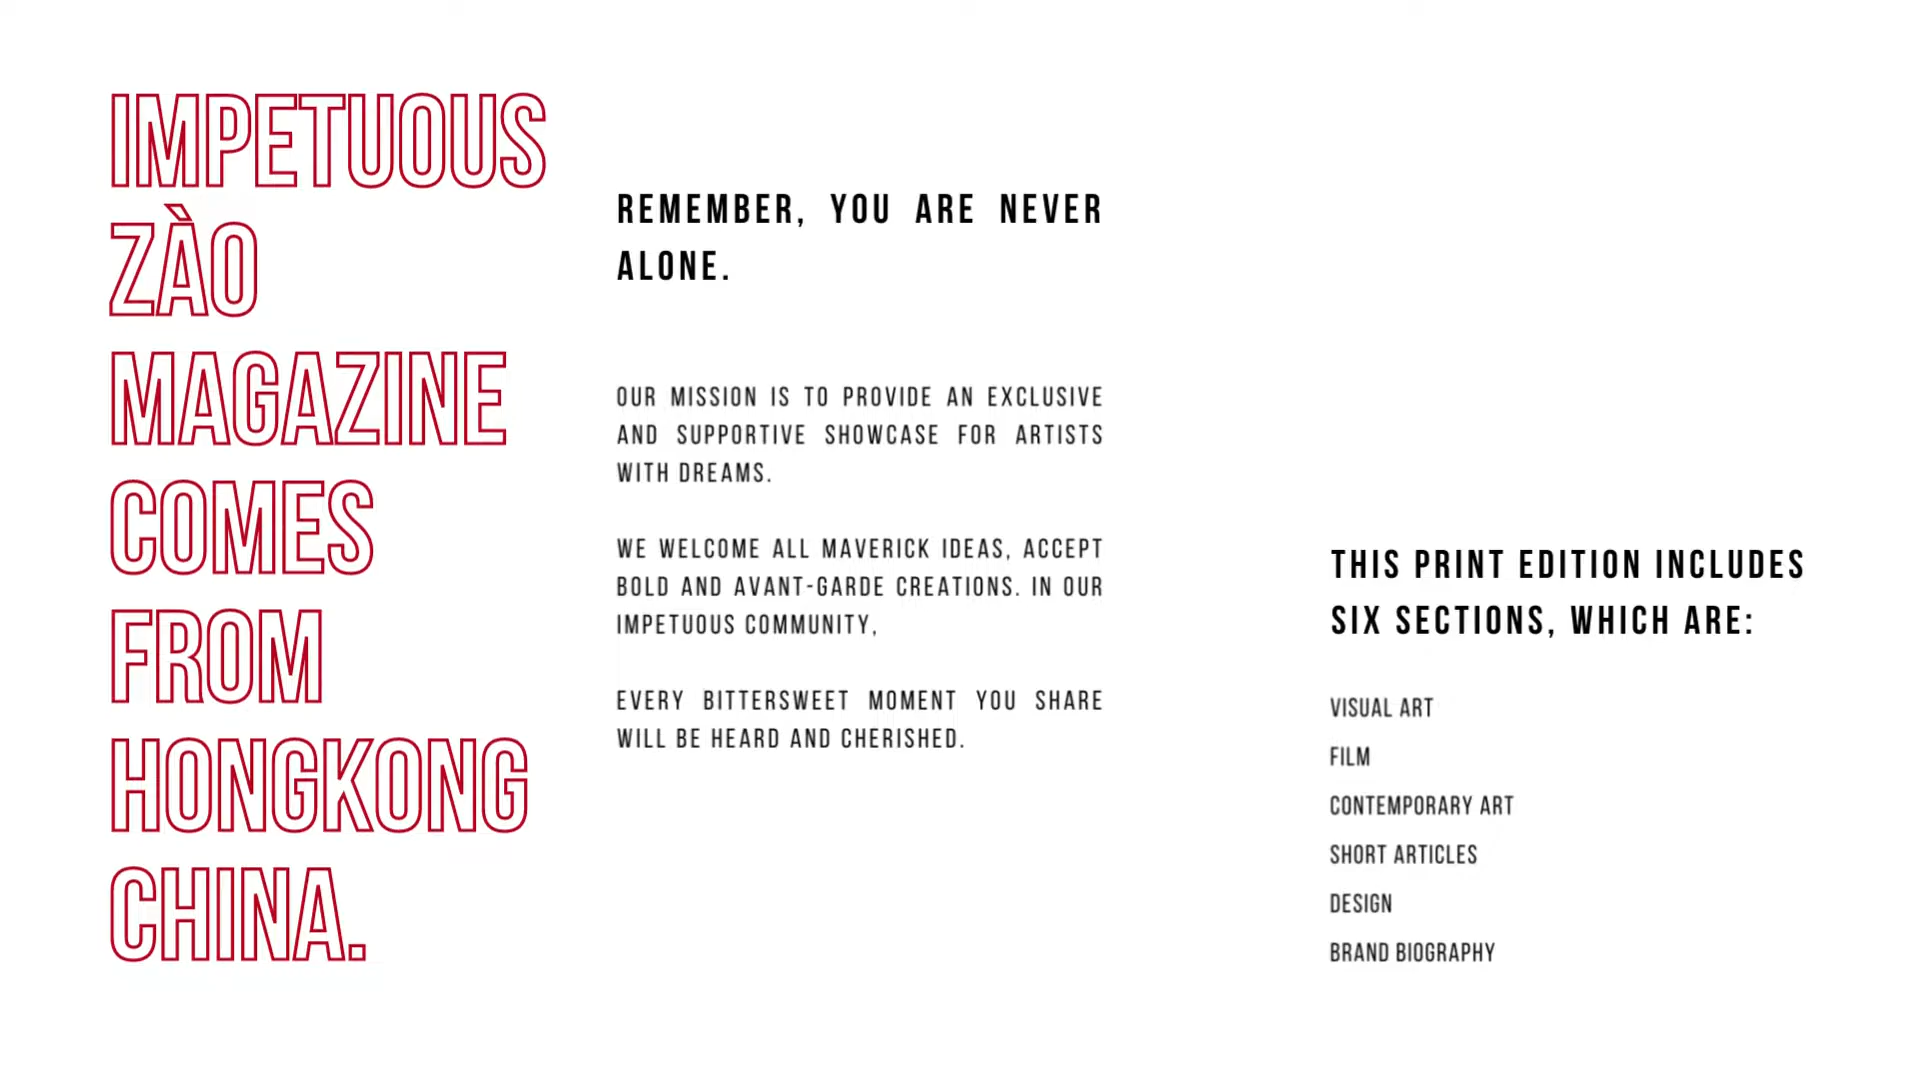 IMPETUOUS
ZÀO
MAGAZINE
COMES
FROM
HONGKONG
CHINA.
REMEMBER, YOU ARE NEVER
ALONE.
OUR MISSION IS TO PROVIDE AN EXCLUSIVE
AND SUPPORTIVE SHOWCASE FOR ARTISTS
WITH DREAMS.
WE WELCOME ALL MAVERICK IDEAS, ACCEPT
BOLD AND AVANT-GARDE CREATIONS. IN OUR
IMPETUOUS COMMUNITY,
EVERY BITTERSWEET MOMENT YOU SHARE
WILL BE HEARD AND CHERISHED.
THIS PRINT EDITION INCLUDES
SIX SECTIONS, WHICH ARE:
VISUAL ART
FILM
CONTEMPORARY ART
SHORT ARTICLES
DESIGN
BRAND BIOGRAPHY